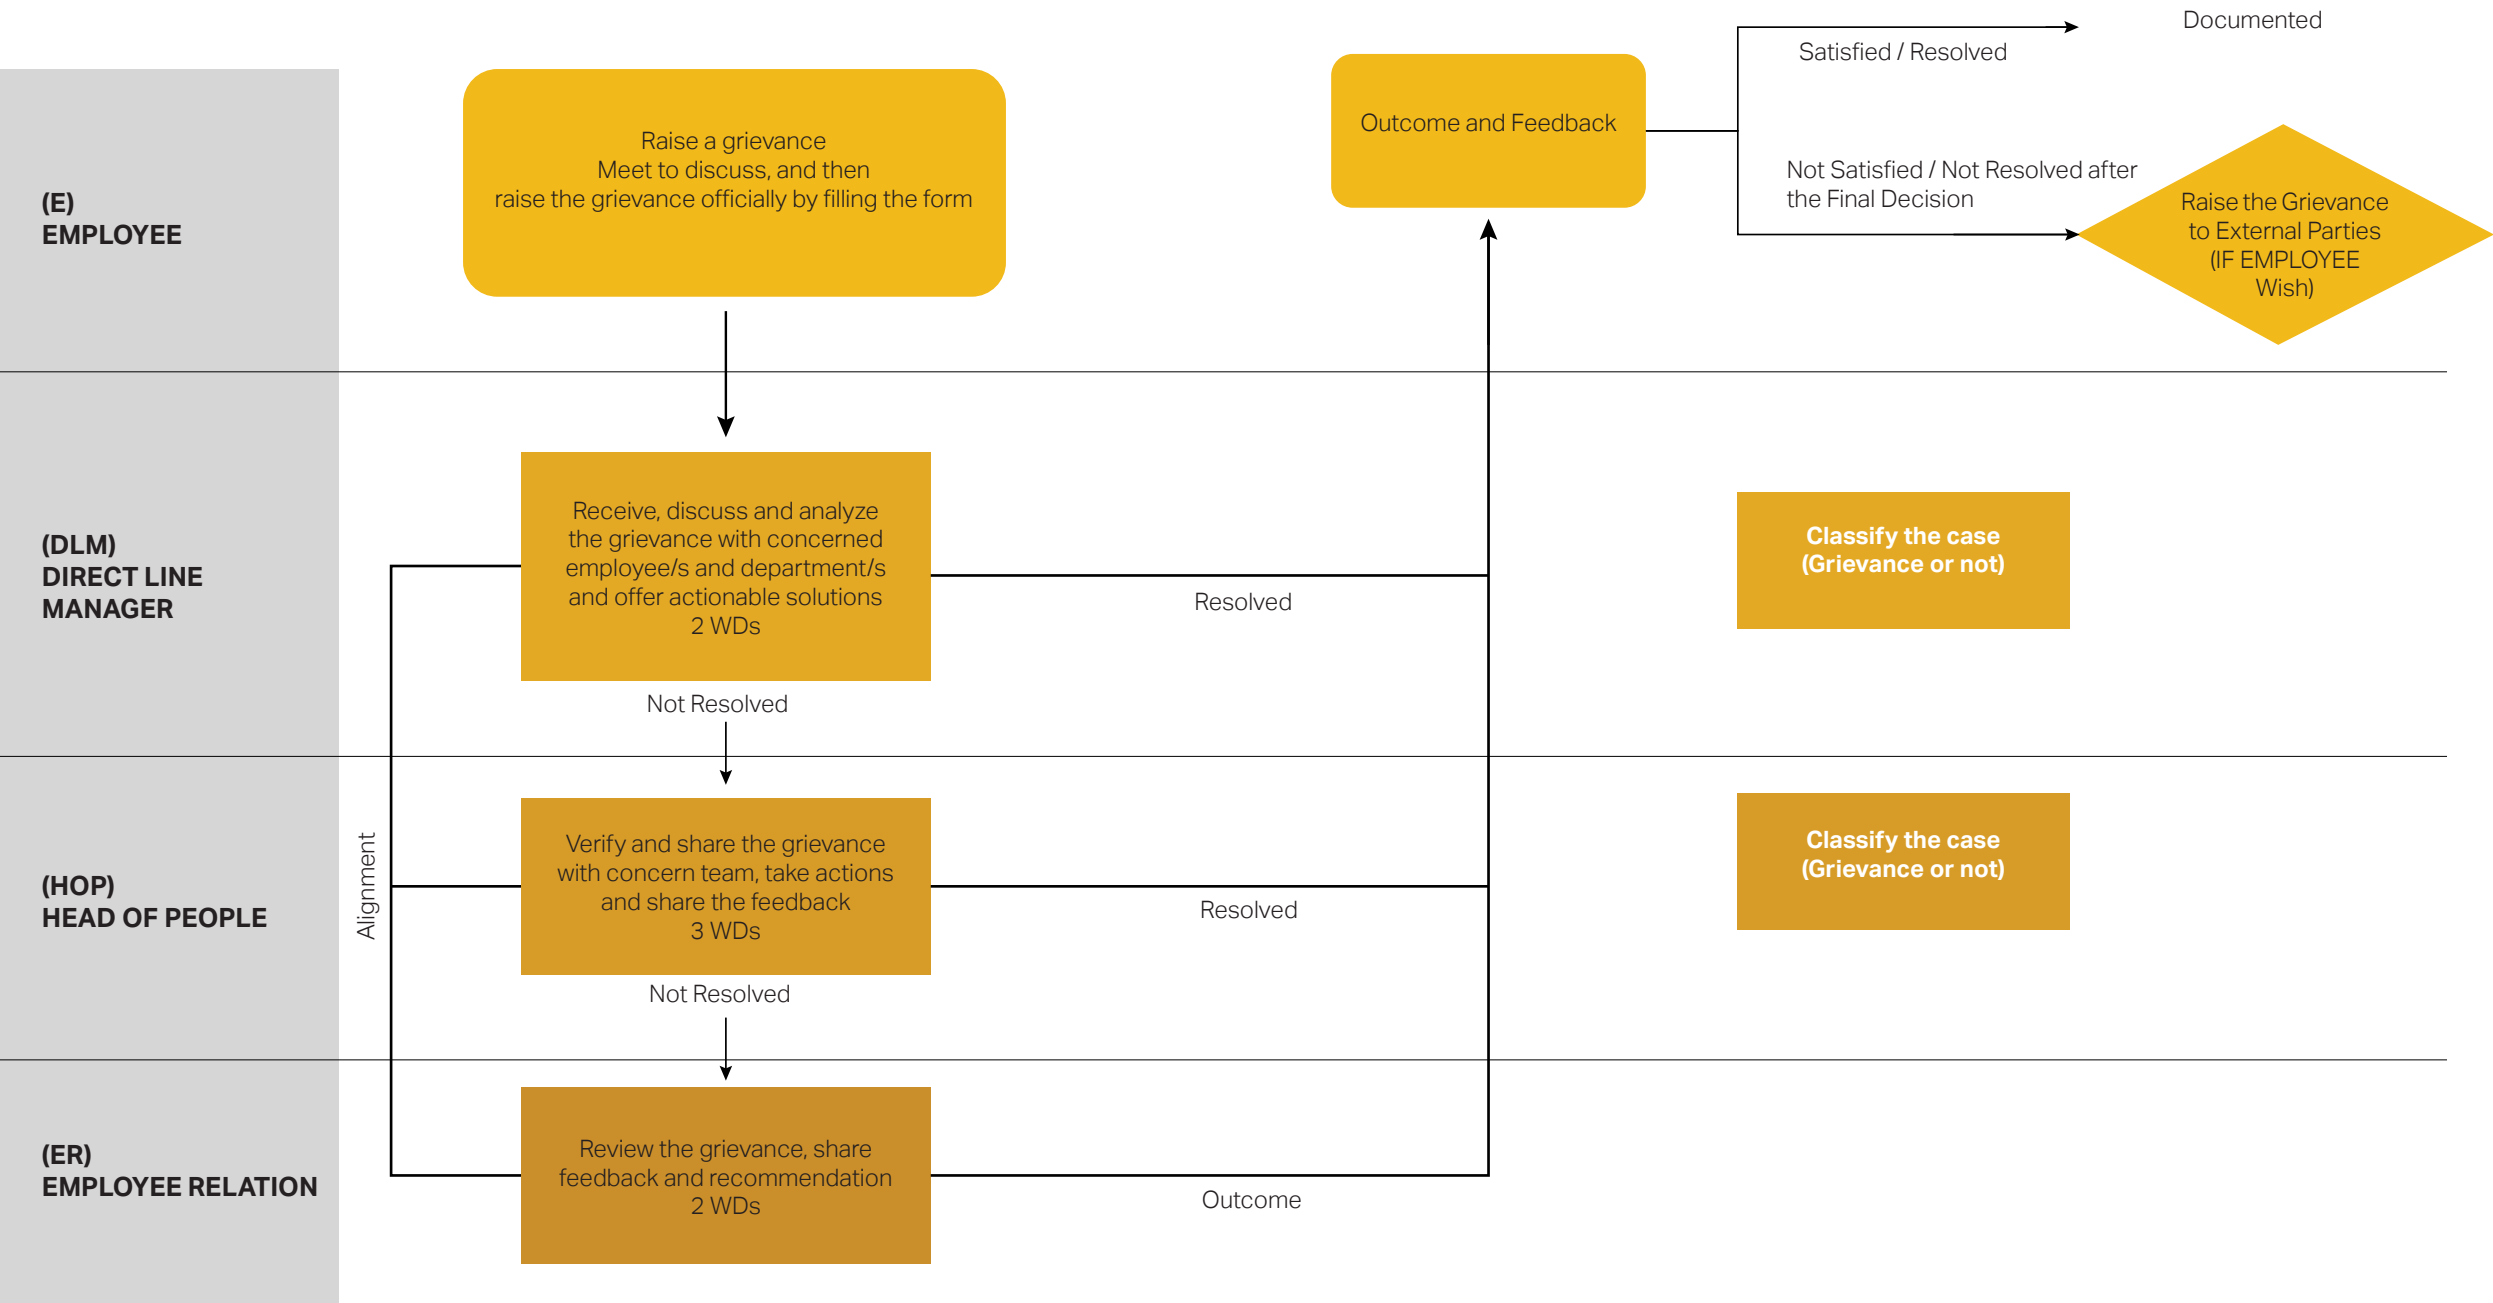 Documented
Satisfied / Resolved
Raise a grievance
Meet to discuss, and then
raise the grievance officially by filling the form
Outcome and Feedback
Not Satisfied / Not Resolved after
the Final Decision
Raise the Grievance
to External Parties
(IF EMPLOYEE
Wish)
(E)
EMPLOYEE
(DLM)
DIRECT LINE
MANAGER
Receive, discuss and analyze
the grievance with concerned
employee/s and department/s
and offer actionable solutions
2 WDs
Resolved
Classify the case
(Grievance or not)
Not Resolved
(HOP)
HEAD OF PEOPLE
Alignment
Verify and share the grievance
with concern team, take actions
and share the feedback
3 WDs
Resolved
Classify the case
(Grievance or not)
Not Resolved
(ER)
EMPLOYEE RELATION
Review the grievance, share
feedback and recommendation
2 WDs
Outcome